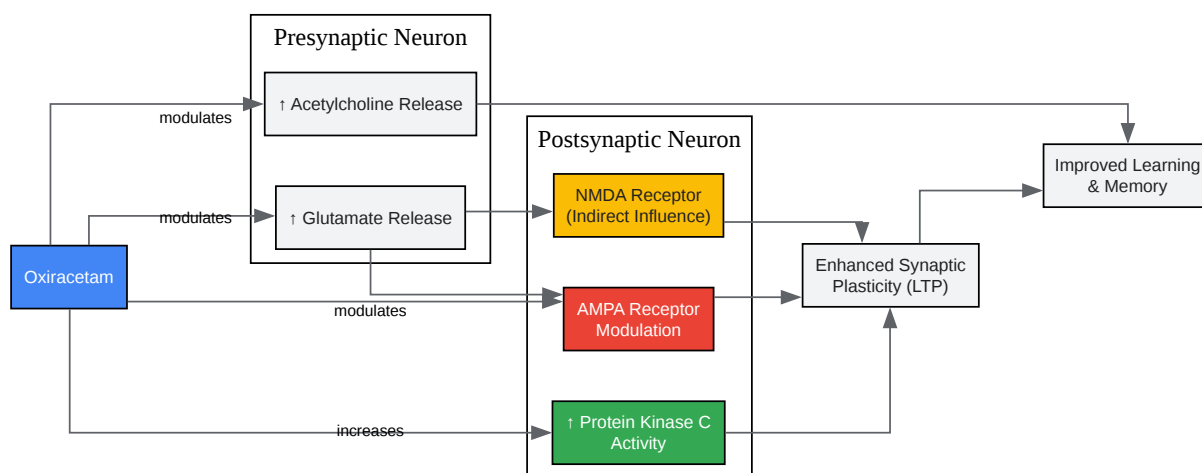 Presynaptic Neuron
↑ Acetylcholine Release
modulates
Postsynaptic Neuron
Improved Learning
& Memory
NMDA Receptor
(Indirect Influence)
modulates
↑ Glutamate Release
Oxiracetam
Enhanced Synaptic
Plasticity (LTP)
modulates
AMPA Receptor
Modulation
increases
↑ Protein Kinase C
Activity